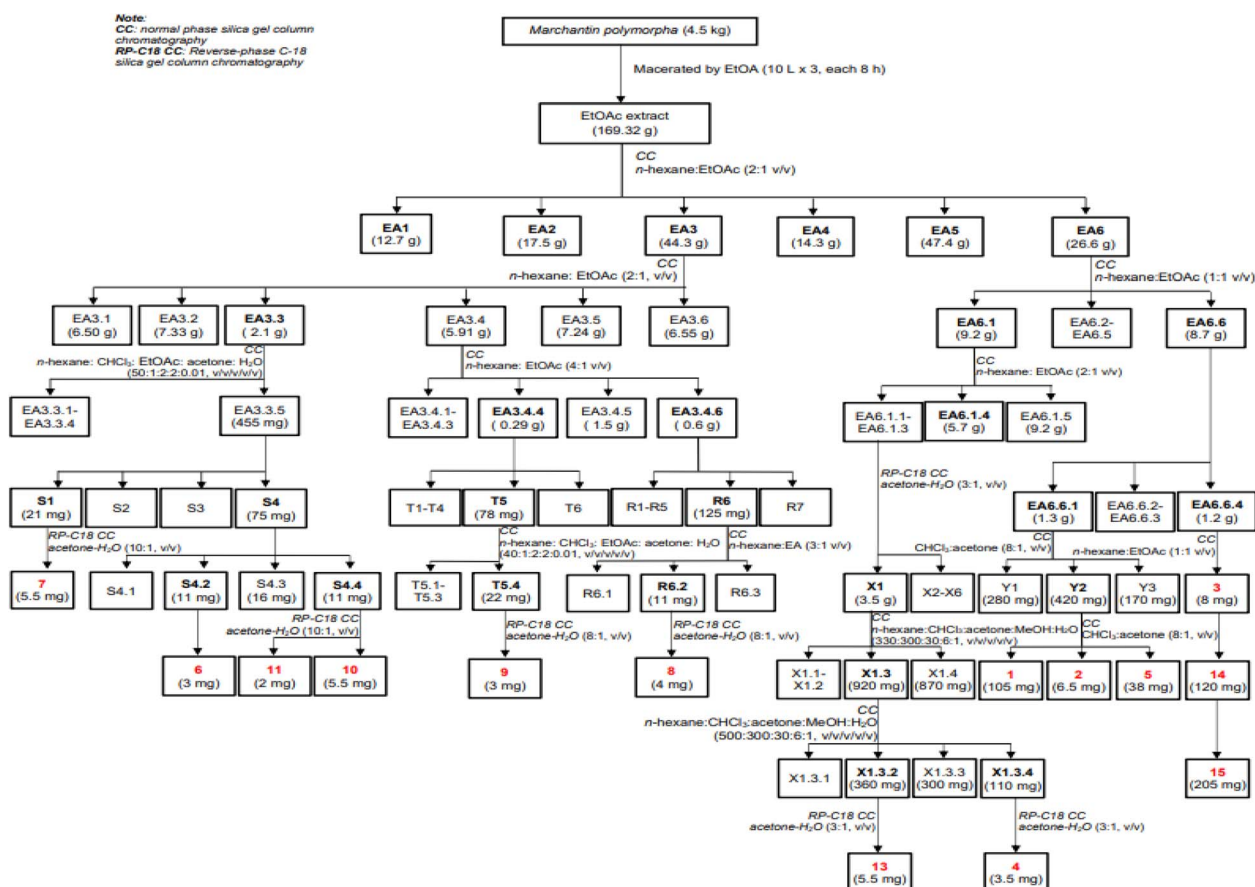 Note:
CC: normal phase silica gel column
chromatography
RP-C18 CC: Reverse-phase C-18
silica gel column chromatography
Marchantin polymorpha (4.5 kg)
Macerated by EtOA (10 L x 3, each 8 h)
EtOAc extract
(169.32 g)
CC
n-hexane:EtOAc (2:1 v/v)
EA1
(12.7 g)
EA2
(17.5 g)
EA3
(44.3 g)
EA4
(14.3 g)
EA5
(47.4 g)
EA6
(26.6 g)
CC
n-hexane: EtOAc (2:1, v/v)
CC
n-hexane:EtOAc (1:1 v/v)
EA3.1
(6.50 g)
EA3.2
(7.33 g)
EA3.3
( 2.1 g)
EA3.4
(5.91 g)
EA3.5
(7.24 g)
EA3.6
(6.55 g)
EA6.1
(9.2 g)
EA6.2-
EA6.5
EA6.6
(8.7 g)
CC
n-hexane: CHCl₃: EtOAc: acetone: H₂O
(50:1:2:2:0.01, v/v/v/v/v)
CC
n-hexane: EtOAc (4:1 v/v)
CC
n-hexane: EtOAc (2:1 v/v)
EA3.3.1-
EA3.3.4
EA3.3.5
(455 mg)
EA3.4.1-
EA3.4.3
EA3.4.4
( 0.29 g)
EA3.4.5
( 1.5 g)
EA3.4.6
( 0.6 g)
EA6.1.1-
EA6.1.3
EA6.1.4
(5.7 g)
EA6.1.5
(9.2 g)
RP-C18 CC
acetone-H₂O (3:1, v/v)
S1
(21 mg)
S2
S3
S4
(75 mg)
T1-T4
T5
(78 mg)
T6
R1-R5
R6
(125 mg)
R7
EA6.6.1
(1.3 g)
EA6.6.2-
EA6.6.3
EA6.6.4
(1.2 g)
RP-C18 CC
acetone-H₂O (10:1, v/v)
CC
n-hexane: CHCl₃: EtOAc: acetone: H₂O
(40:1:2:2:0.01, v/v/v/v/v)
CC
n-hexane:EA (3:1 v/v)
CC
CHCl₃:acetone (8:1, v/v)
CC
n-hexane:EtOAc (1:1 v/v)
7
(5.5 mg)
S4.1
S4.2
(11 mg)
S4.3
(16 mg)
S4.4
(11 mg)
T5.1-
T5.3
T5.4
(22 mg)
R6.1
R6.2
(11 mg)
R6.3
X1
(3.5 g)
X2-X6
Y1
(280 mg)
Y2
(420 mg)
Y3
(170 mg)
3
(8 mg)
RP-C18 CC
acetone-H₂O (10:1, v/v)
RP-C18 CC
acetone-H₂O (8:1, v/v)
RP-C18 CC
acetone-H₂O (8:1, v/v)
CC
n-hexane:CHCl₃:acetone:MeOH:H₂O
(330:300:30:6:1, v/v/v/v/v)
CC
CHCl₃:acetone (8:1, v/v)
6
(3 mg)
11
(2 mg)
10
(5.5 mg)
9
(3 mg)
8
(4 mg)
X1.1-
X1.2
X1.3
(920 mg)
X1.4
(870 mg)
1
(105 mg)
2
(6.5 mg)
5
(38 mg)
14
(120 mg)
CC
n-hexane:CHCl₃:acetone:MeOH:H₂O
(500:300:30:6:1, v/v/v/v/v)
X1.3.1
X1.3.2
(360 mg)
X1.3.3
(300 mg)
X1.3.4
(110 mg)
15
(205 mg)
RP-C18 CC
acetone-H₂O (3:1, v/v)
RP-C18 CC
acetone-H₂O (3:1, v/v)
13
(5.5 mg)
4
(3.5 mg)